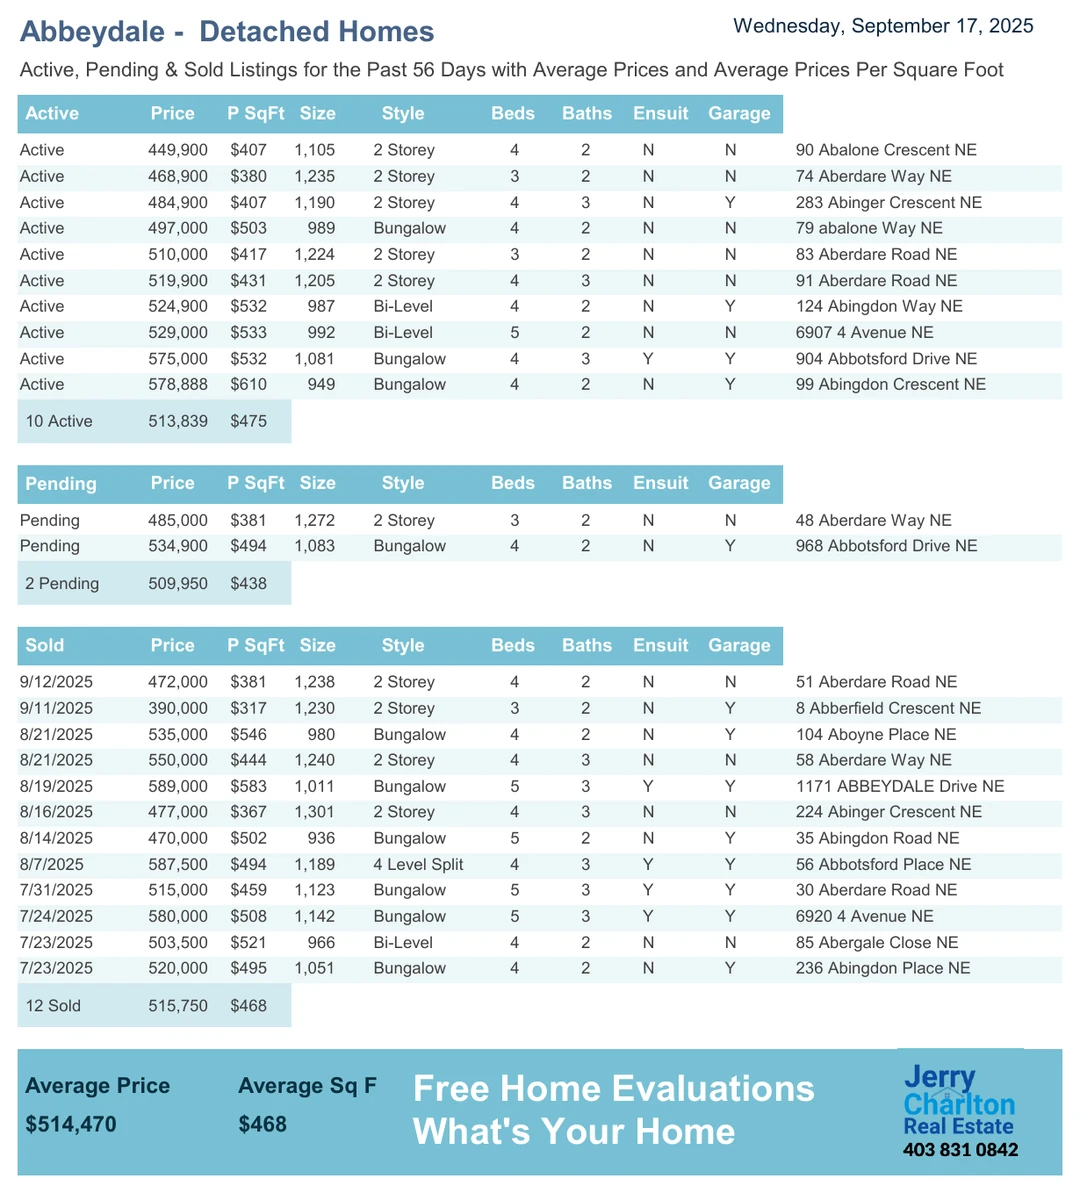 Abbeydale - Detached Homes
Wednesday, September 17, 2025
Active, Pending & Sold Listings for the Past 56 Days with Average Prices and Average Prices Per Square Foot
Active Price P SqFt Size Style Beds Baths Ensuit Garage
Active 449,900 $407 1,105 2 Storey 4 2 N N 90 Abalone Crescent NE
Active 468,900 $380 1,235 2 Storey 3 2 N N 74 Aberdare Way NE
Active 484,900 $407 1,190 2 Storey 4 3 N Y 283 Abinger Crescent NE
Active 497,000 $503 989 Bungalow 4 2 N N 79 abalone Way NE
Active 510,000 $417 1,224 2 Storey 3 2 N N 83 Aberdare Road NE
Active 519,900 $431 1,205 2 Storey 4 3 N N 91 Aberdare Road NE
Active 524,900 $532 987 Bi-Level 4 2 N Y 124 Abingdon Way NE
Active 529,000 $533 992 Bi-Level 5 2 N N 6907 4 Avenue NE
Active 575,000 $532 1,081 Bungalow 4 3 Y Y 904 Abbotsford Drive NE
Active 578,888 $610 949 Bungalow 4 2 N Y 99 Abingdon Crescent NE
10 Active 513,839 $475
Pending Price P SqFt Size Style Beds Baths Ensuit Garage
Pending 485,000 $381 1,272 2 Storey 3 2 N N 48 Aberdare Way NE
Pending 534,900 $494 1,083 Bungalow 4 2 N Y 968 Abbotsford Drive NE
2 Pending 509,950 $438
Sold Price P SqFt Size Style Beds Baths Ensuit Garage
9/12/2025 472,000 $381 1,238 2 Storey 4 2 N N 51 Aberdare Road NE
9/11/2025 390,000 $317 1,230 2 Storey 3 2 N Y 8 Abberfield Crescent NE
8/21/2025 535,000 $546 980 Bungalow 4 2 N Y 104 Aboyne Place NE
8/21/2025 550,000 $444 1,240 2 Storey 4 3 N N 58 Aberdare Way NE
8/19/2025 589,000 $583 1,011 Bungalow 5 3 Y Y 1171 ABBEYDALE Drive NE
8/16/2025 477,000 $367 1,301 2 Storey 4 3 N N 224 Abinger Crescent NE
8/14/2025 470,000 $502 936 Bungalow 5 2 N Y 35 Abingdon Road NE
8/7/2025 587,500 $494 1,189 4 Level Split 4 3 Y Y 56 Abbotsford Place NE
7/31/2025 515,000 $459 1,123 Bungalow 5 3 Y Y 30 Aberdare Road NE
7/24/2025 580,000 $508 1,142 Bungalow 5 3 Y Y 6920 4 Avenue NE
7/23/2025 503,500 $521 966 Bi-Level 4 2 N N 85 Abergale Close NE
7/23/2025 520,000 $495 1,051 Bungalow 4 2 N Y 236 Abingdon Place NE
12 Sold 515,750 $468
Average Price Average Sq F
$514,470 $468
Free Home Evaluations
What's Your Home
Jerry
Charlton
Real Estate
403 831 0842